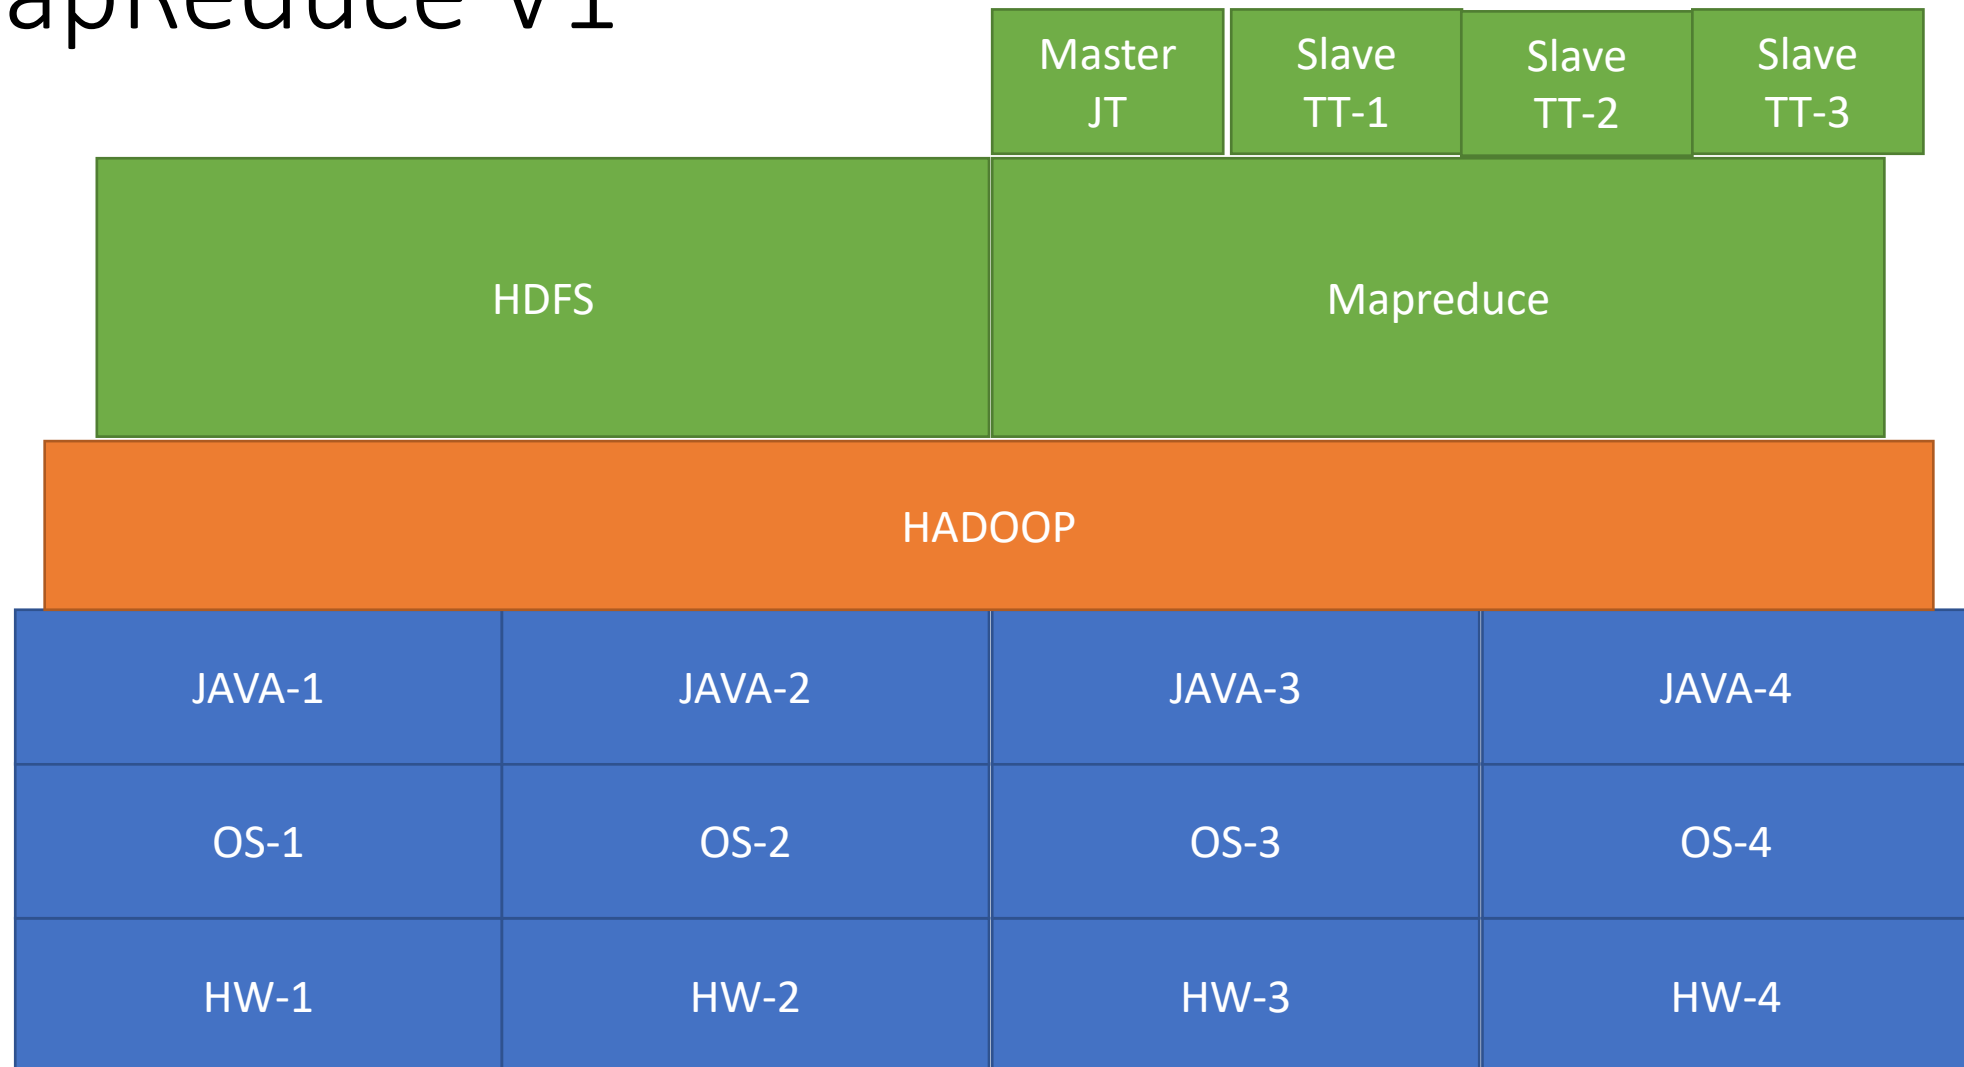 apReduce V1
Master
JT
Slave
TT-1
Slave
TT-2
Slave
TT-3
HDFS
Mapreduce
HADOOP
JAVA-1
JAVA-2
JAVA-3
JAVA-4
OS-1
OS-2
OS-3
OS-4
HW-1
HW-2
HW-3
HW-4